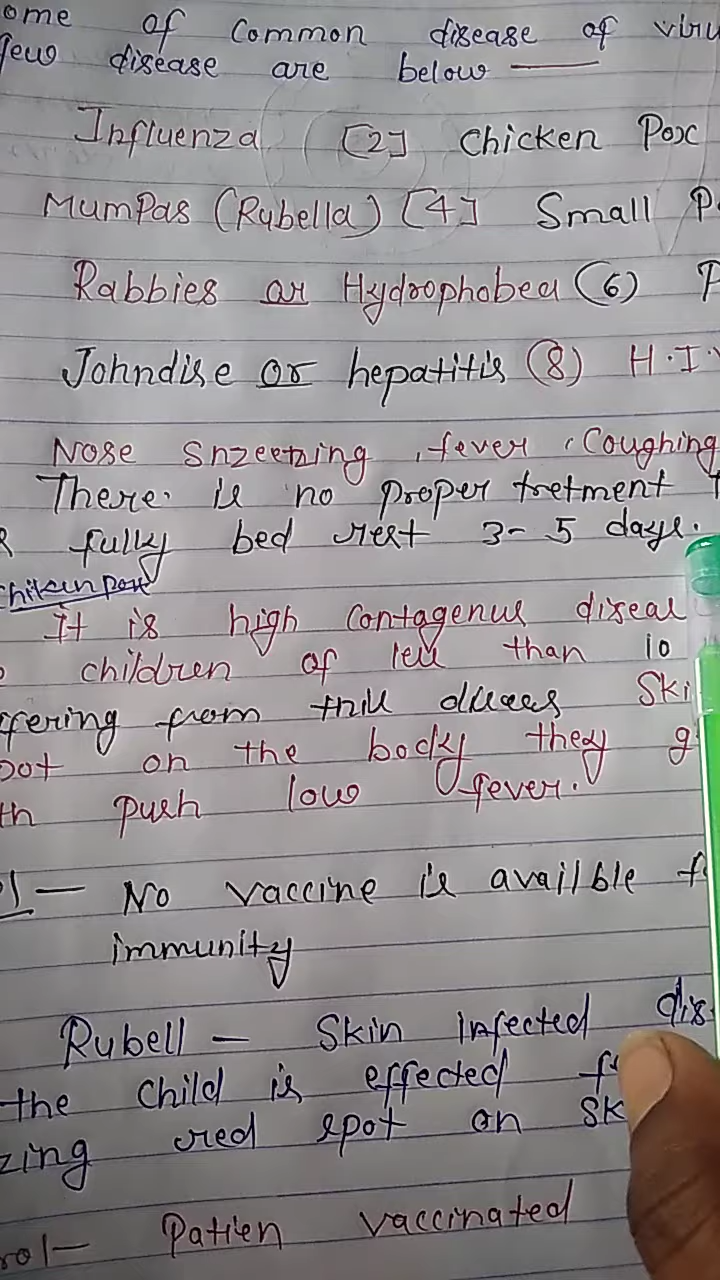 ome of Common disease of viru
few disease are below —
Influenza [2] Chicken Pox
Mumpas (Rubella) [4] Small P
Rabbies or Hydrophobea (6) P
Johndise or hepatitis (8) H.I.V
Nose Snzeezing, fever, Coughing
There is no proper tretment f
R fully bed rest 3-5 days.
Chiken pox
It is high Contagenus diseas
children of less than 10
ffering from this diseas Ski
pot on the body they g
th push low fever.
l — No vaccine is availble f
immunity
Rubell — Skin Infected dis
the child is effected f
zing red spot on Sk
rol — Patien vaccinated